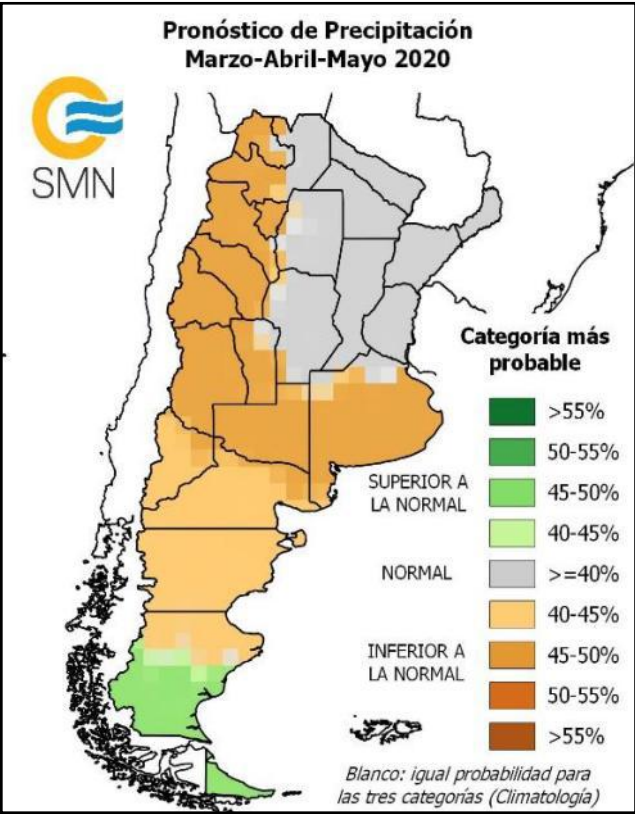 Pronóstico de Precipitación
Marzo-Abril-Mayo 2020
SMN
Categoría más
probable
>55%
50-55%
SUPERIOR A
LA NORMAL
45-50%
40-45%
NORMAL
>=40%
40-45%
INFERIOR A
LA NORMAL
45-50%
50-55%
>55%
Blanco: igual probabilidad para
las tres categorías (Climatología)